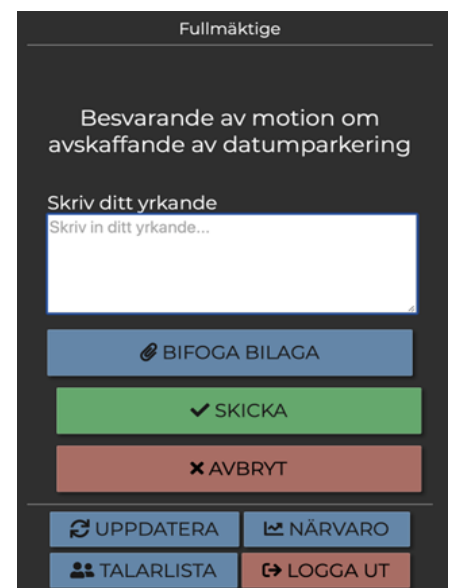 Fullmäktige
Besvarande av motion om
avskaffande av datumparkering
Skriv ditt yrkande
Skriv in ditt yrkande...
BIFOGA BILAGA
SKICKA
AVBRYT
UPPDATERA
NÄRVARO
TALARLISTA
LOGGA UT